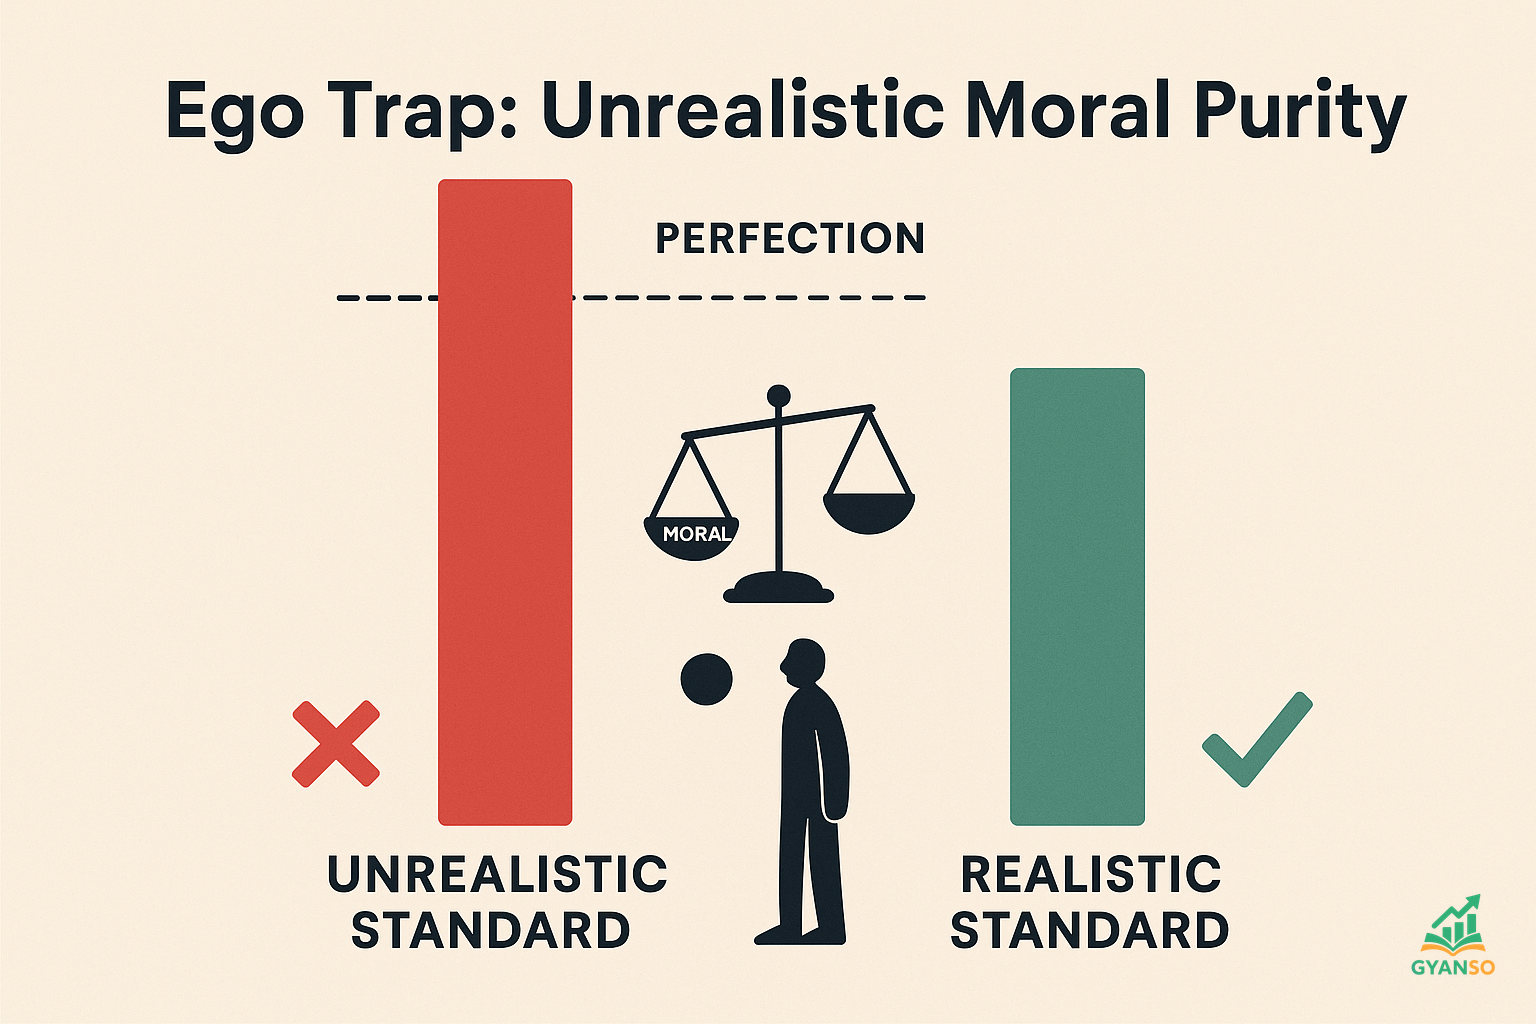 Ego Trap: Unrealistic Moral Purity
PERFECTION
MORAL
UNREALISTIC
STANDARD
REALISTIC
STANDARD
GYANSO